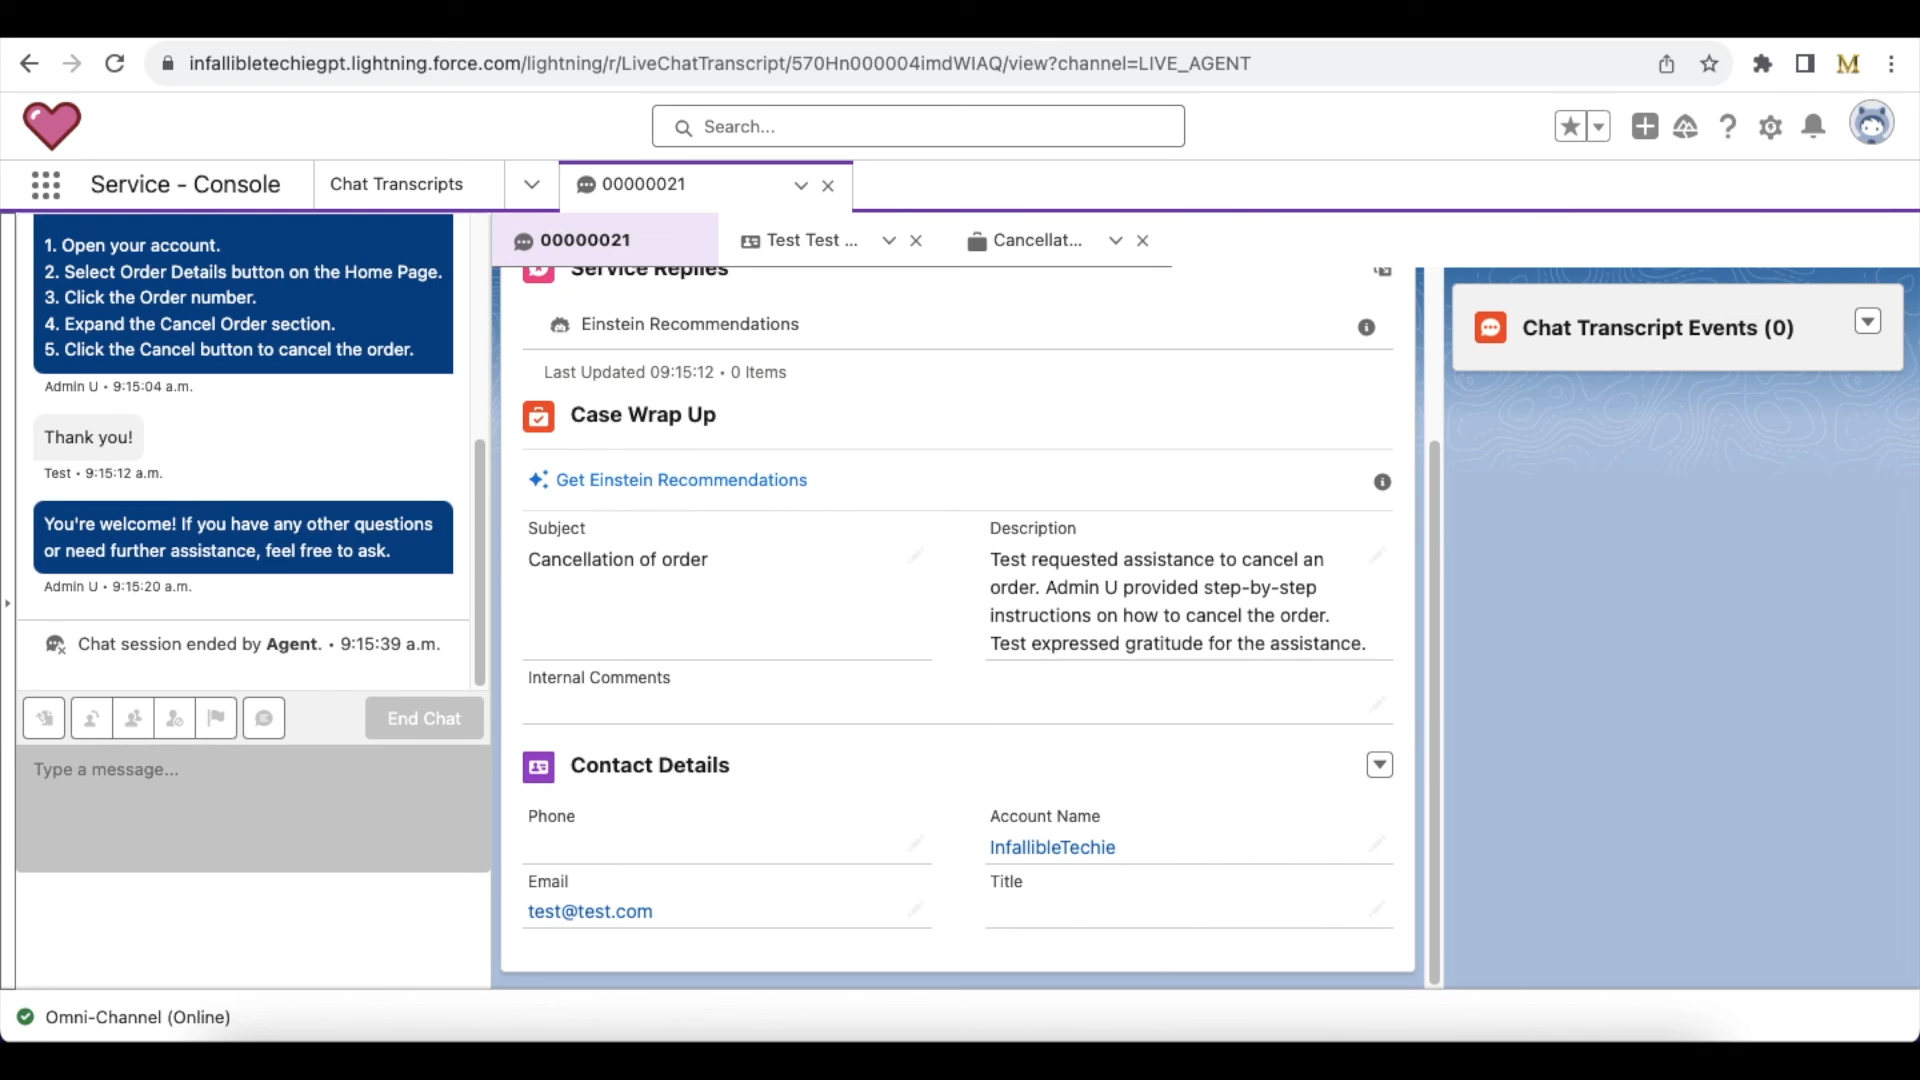 infallibletechiegpt.lightning.force.com/lightning/r/LiveChatTranscript/570Hn000004imdWIAQ/view?channel=LIVE_AGENT
M
Search...
Service - Console
Chat Transcripts
00000021
1. Open your account.
2. Select Order Details button on the Home Page.
3. Click the Order number.
4. Expand the Cancel Order section.
5. Click the Cancel button to cancel the order.
Admin U • 9:15:04 a.m.
Thank you!
Test • 9:15:12 a.m.
You're welcome! If you have any other questions
or need further assistance, feel free to ask.
Admin U • 9:15:20 a.m.
Chat session ended by Agent. • 9:15:39 a.m.
End Chat
Type a message...
00000021
Test Test ...
Cancellat...
Service Replies
Einstein Recommendations
Last Updated 09:15:12 • 0 Items
Case Wrap Up
Get Einstein Recommendations
Subject
Cancellation of order
Description
Test requested assistance to cancel an
order. Admin U provided step-by-step
instructions on how to cancel the order.
Test expressed gratitude for the assistance.
Internal Comments
Contact Details
Phone
Account Name
InfallibleTechie
Email
test@test.com
Title
Chat Transcript Events (0)
Omni-Channel (Online)